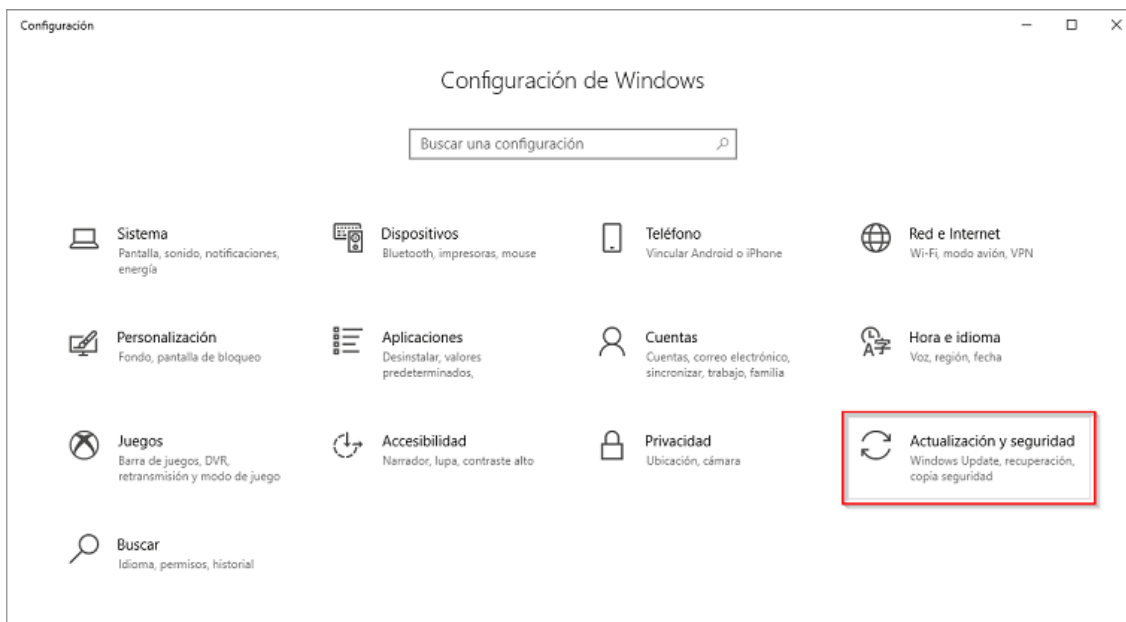 Configuración
Configuración de Windows
Buscar una configuración
Sistema
Pantalla, sonido, notificaciones,
energía
Dispositivos
Bluetooth, impresoras, mouse
Teléfono
Vincular Android o iPhone
Red e Internet
Wi-Fi, modo avión, VPN
Personalización
Fondo, pantalla de bloqueo
Aplicaciones
Desinstalar, valores
predeterminados,
Cuentas
Cuentas, correo electrónico,
sincronizar, trabajo, familia
Hora e idioma
Voz, región, fecha
Juegos
Barra de juegos, DVR,
retransmisión y modo de juego
Accesibilidad
Narrador, lupa, contraste alto
Privacidad
Ubicación, cámara
Actualización y seguridad
Windows Update, recuperación,
copia seguridad
Buscar
Idioma, permisos, historial